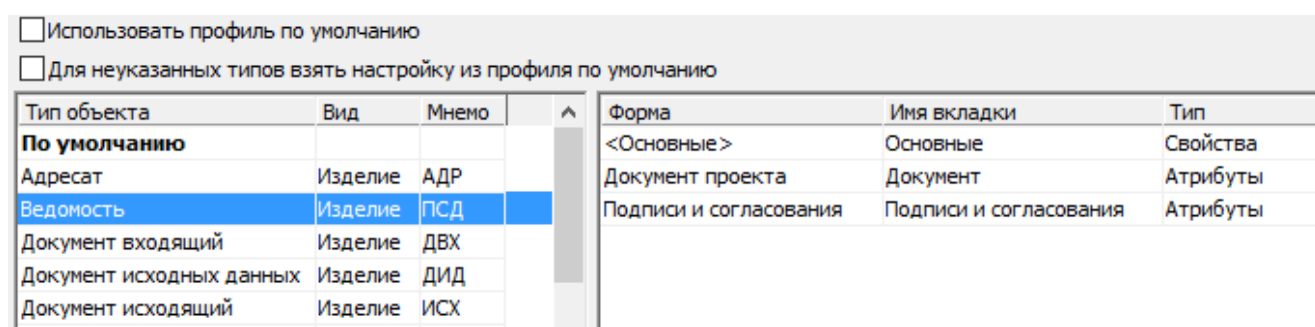 Использовать профиль по умолчанию
Для неуказанных типов взять настройку из профиля по умолчанию
Тип объекта Вид Мнемо Форма Имя вкладки Тип
По умолчанию <Основные> Основные Свойства
Адресат Изделие АДР Документ проекта Документ Атрибуты
Ведомость Изделие ПСД Подписи и согласования Подписи и согласования Атрибуты
Документ входящий Изделие ДВХ
Документ исходных данных Изделие ДИД
Документ исходящий Изделие ИСХ